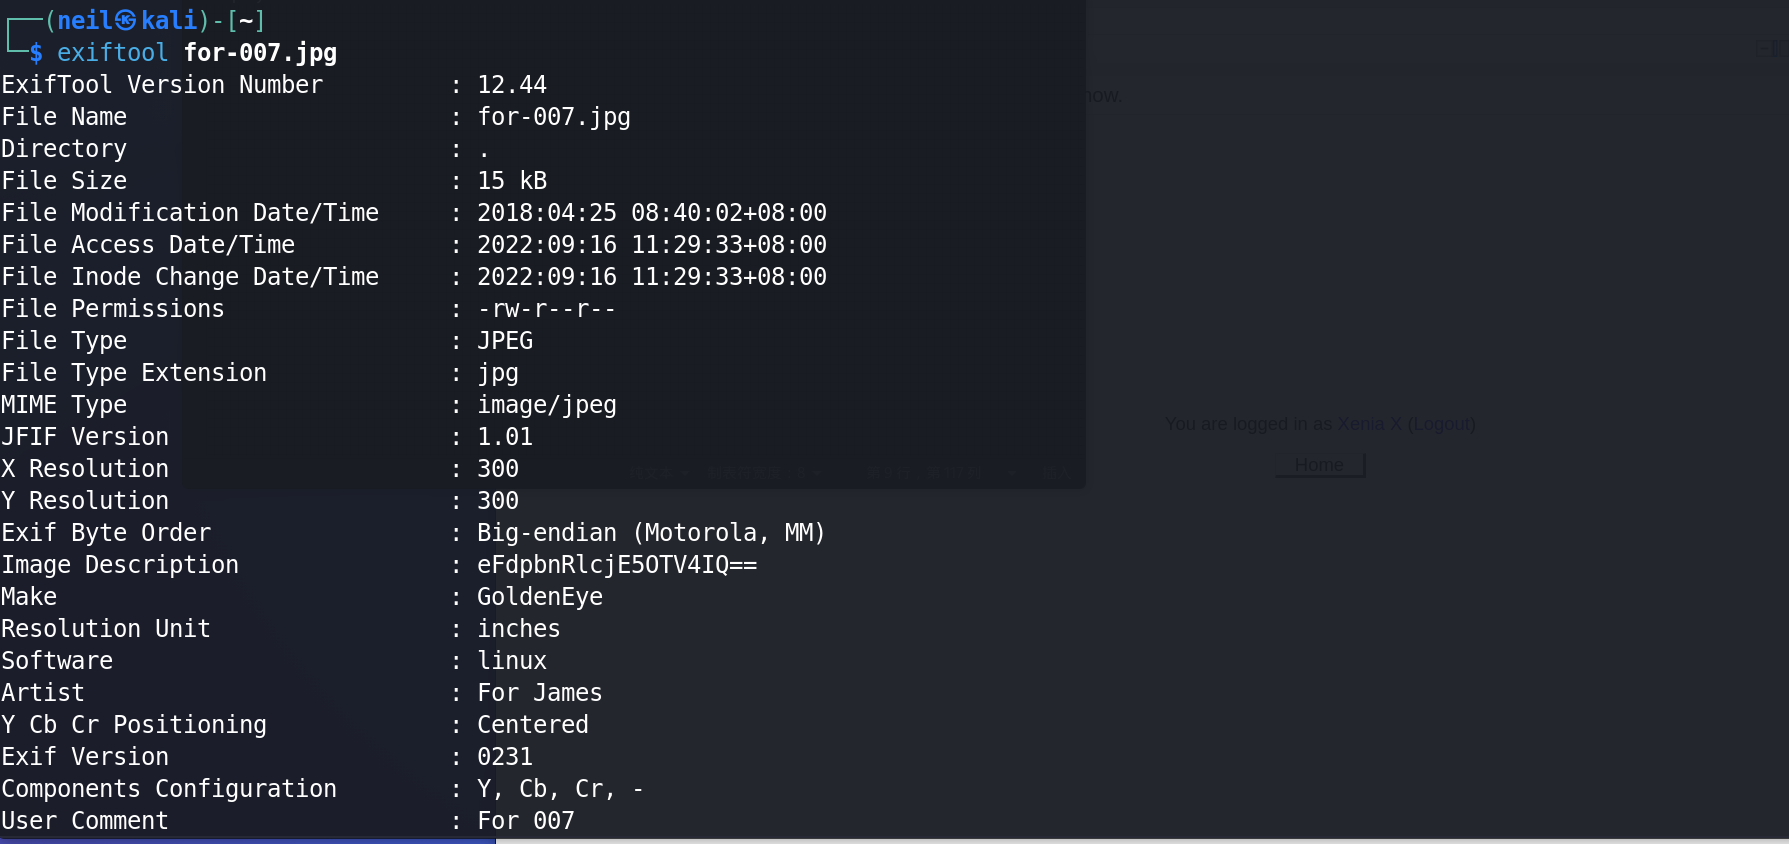 (neil㉿kali)-[~]
$ exiftool for-007.jpg
ExifTool Version Number : 12.44
now.
File Name : for-007.jpg
Directory : .
File Size : 15 kB
File Modification Date/Time : 2018:04:25 08:40:02+08:00
File Access Date/Time : 2022:09:16 11:29:33+08:00
File Inode Change Date/Time : 2022:09:16 11:29:33+08:00
File Permissions : -rw-r--r--
File Type : JPEG
File Type Extension : jpg
MIME Type : image/jpeg
You are logged in as Xenia X (Logout)
JFIF Version : 1.01
X Resolution : 300
Home
Y Resolution : 300
Exif Byte Order : Big-endian (Motorola, MM)
Image Description : eFdpbnRlcjE5OTV4IQ==
Make : GoldenEye
Resolution Unit : inches
Software : linux
Artist : For James
Y Cb Cr Positioning : Centered
Exif Version : 0231
Components Configuration : Y, Cb, Cr, -
User Comment : For 007